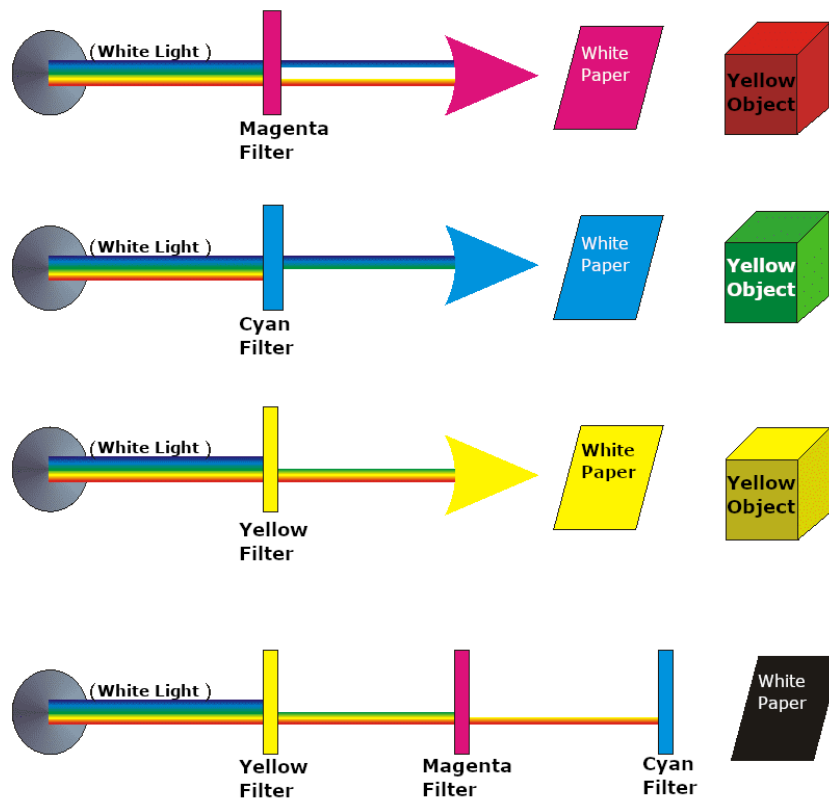 (White Light )
Magenta
Filter
White
Paper
Yellow
Object
(White Light )
Cyan
Filter
White
Paper
Yellow
Object
(White Light )
Yellow
Filter
White
Paper
Yellow
Object
(White Light )
Yellow
Filter
Magenta
Filter
Cyan
Filter
White
Paper